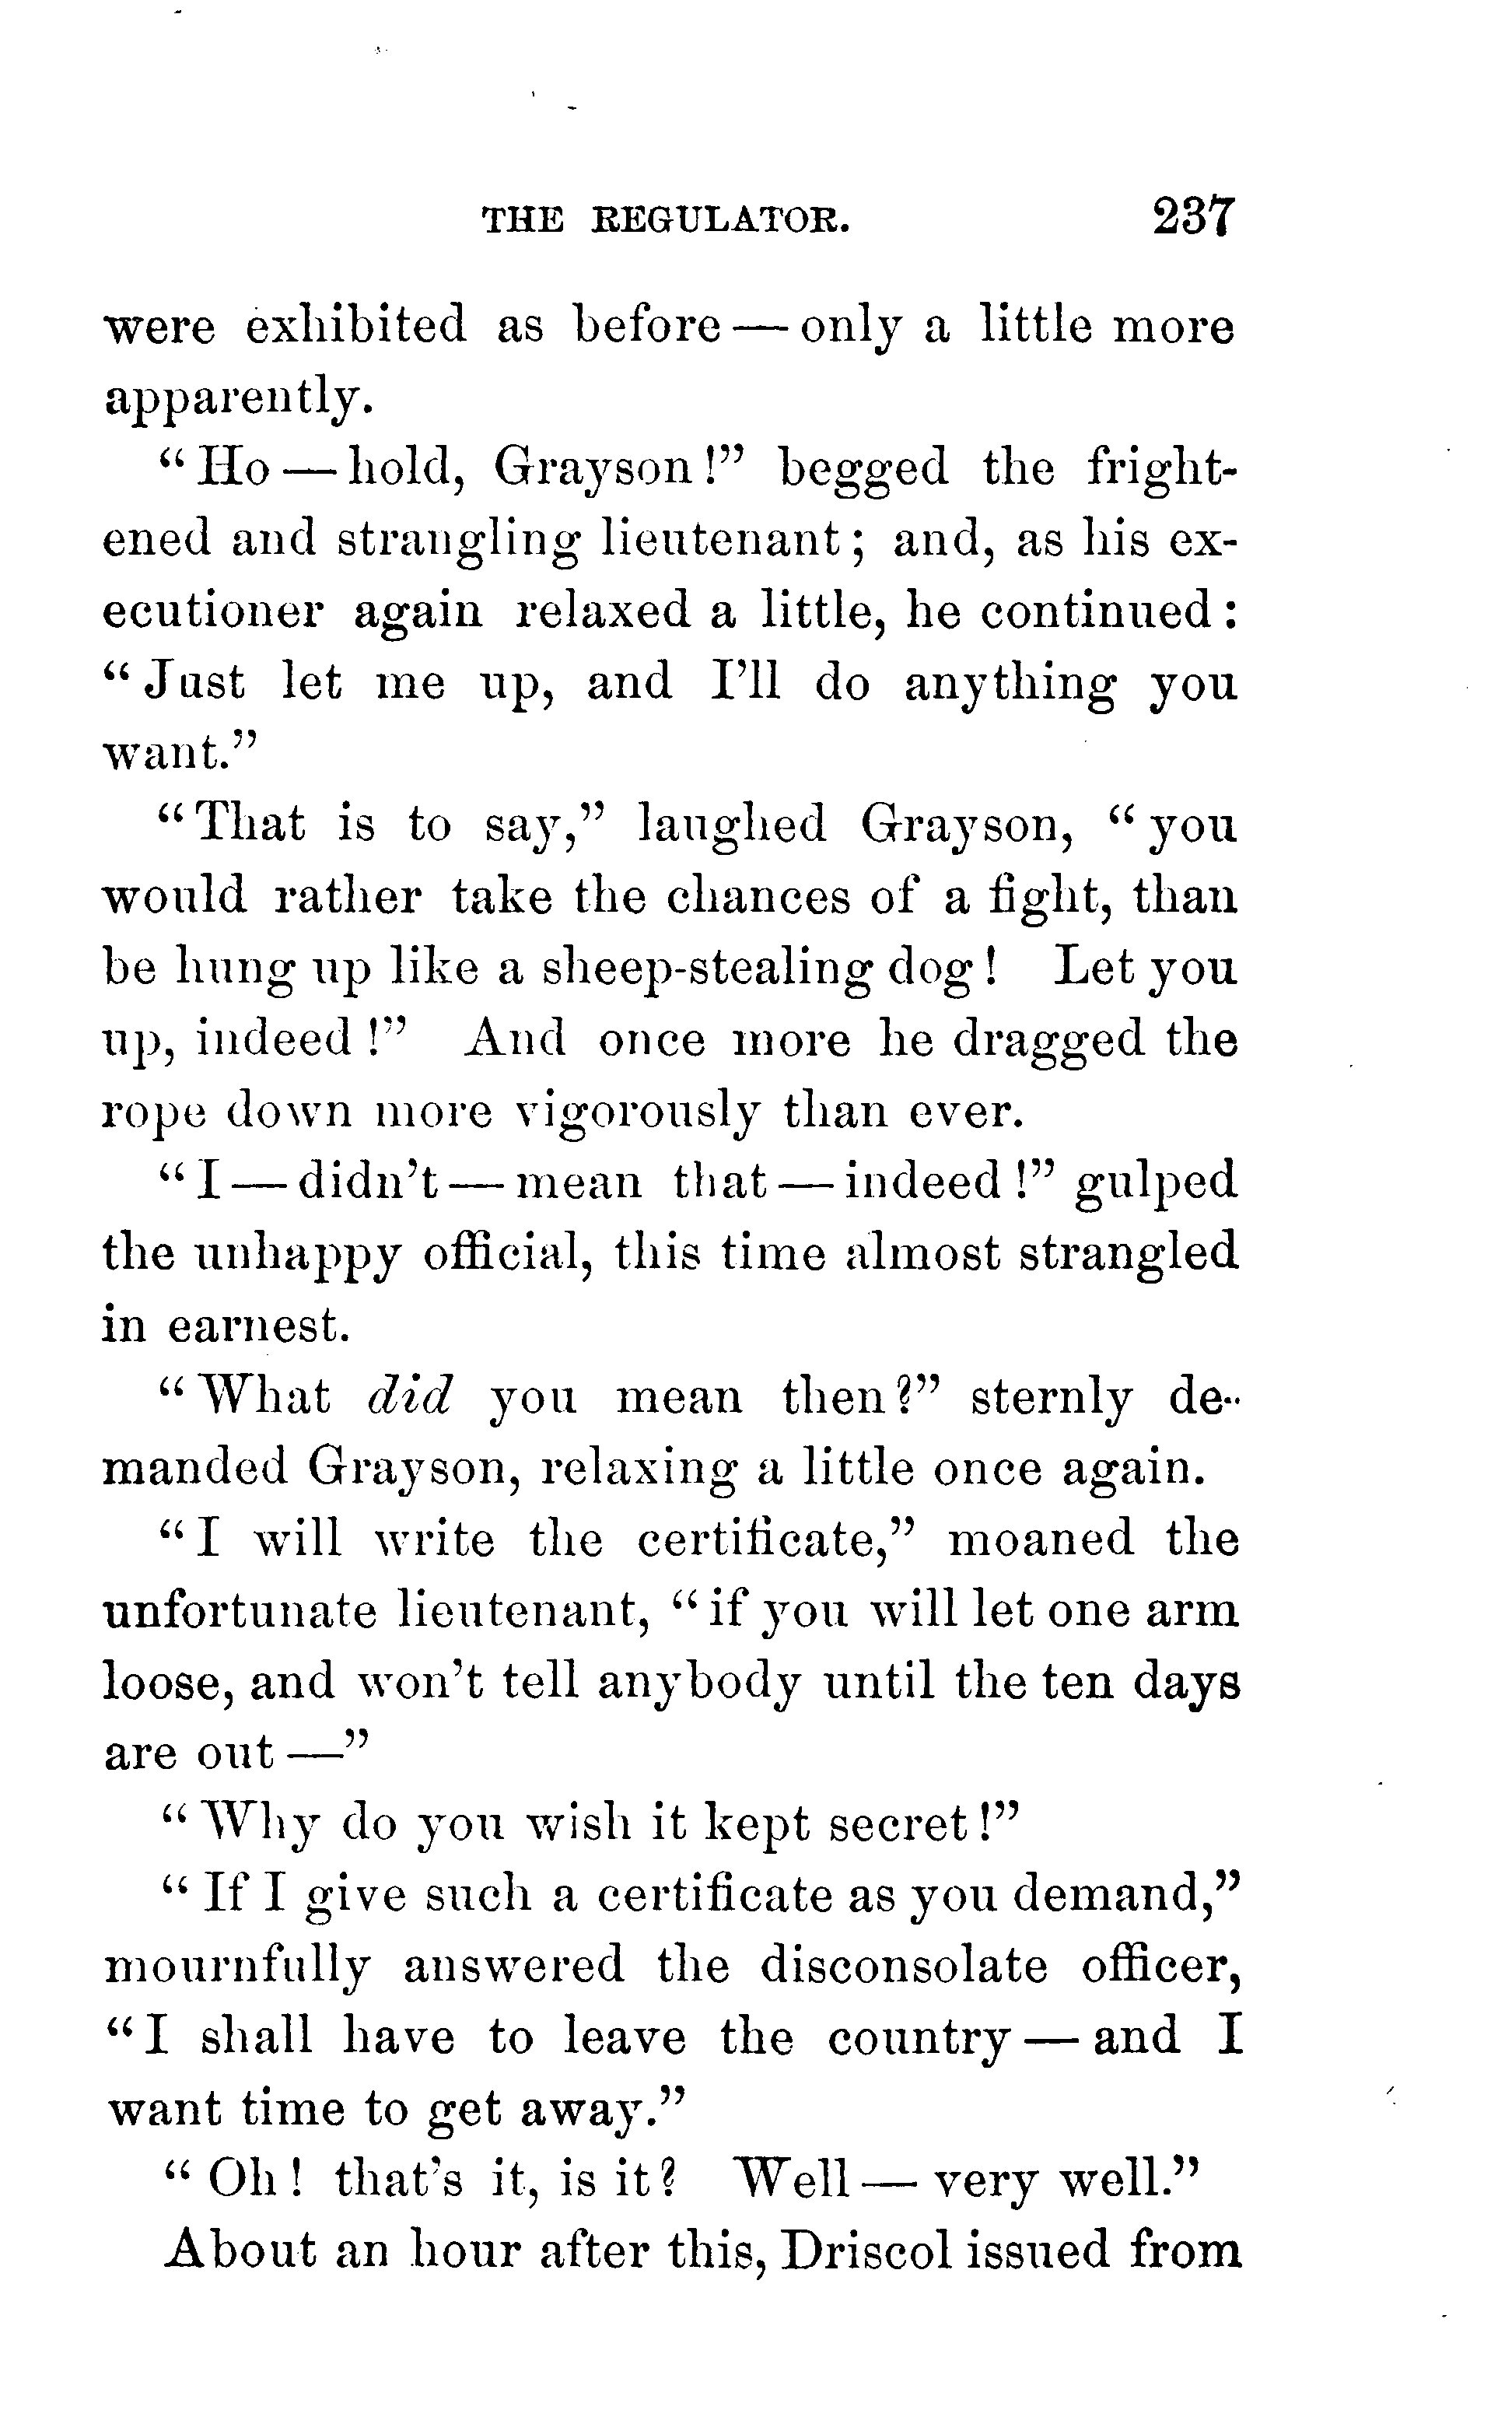 THE REGULATOR. 237
were exhibited as before — only a little more
apparently.
“Ho — hold, Grayson!” begged the fright-
ened and strangling lieutenant; and, as his ex-
ecutioner again relaxed a little, he continued:
“Just let me up, and I’ll do anything you
want.”
“That is to say,” laughed Grayson, “you
would rather take the chances of a fight, than
be hung up like a sheep-stealing dog! Let you
up, indeed!” And once more he dragged the
rope down more vigorously than ever.
“I — didn’t — mean that — indeed!” gulped
the unhappy official, this time almost strangled
in earnest.
“What did you mean then?” sternly de-
manded Grayson, relaxing a little once again.
“I will write the certificate,” moaned the
unfortunate lieutenant, “if you will let one arm
loose, and won’t tell anybody until the ten days
are out —”
“Why do you wish it kept secret!”
“If I give such a certificate as you demand,”
mournfully answered the disconsolate officer,
“I shall have to leave the country — and I
want time to get away.”
“Oh! that’s it, is it? Well — very well.”
About an hour after this, Driscol issued from